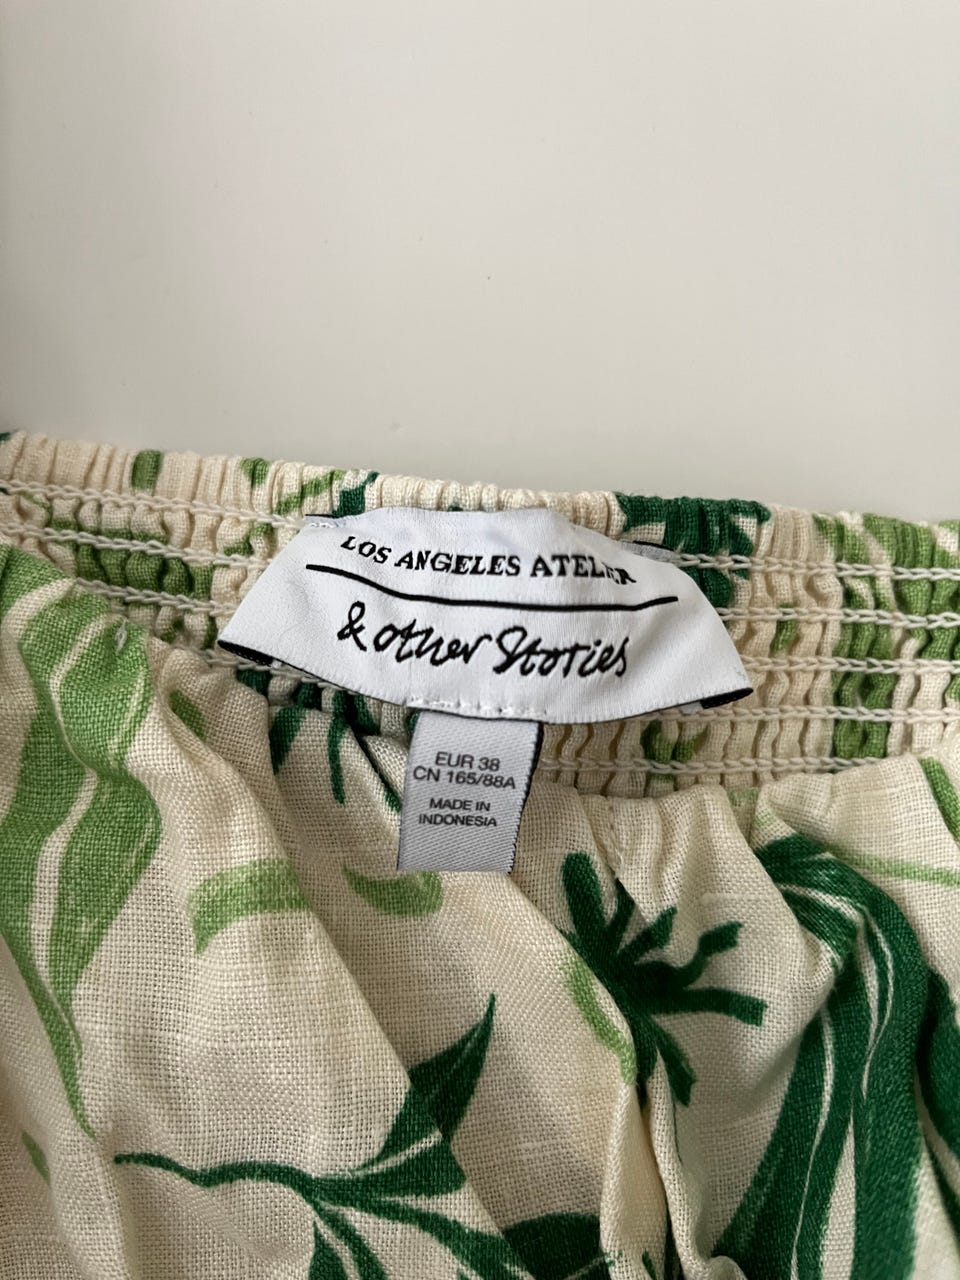 LOS ANGELES ATELIER
& other Stories
EUR 38
CN 165/88A
MADE IN
INDONESIA